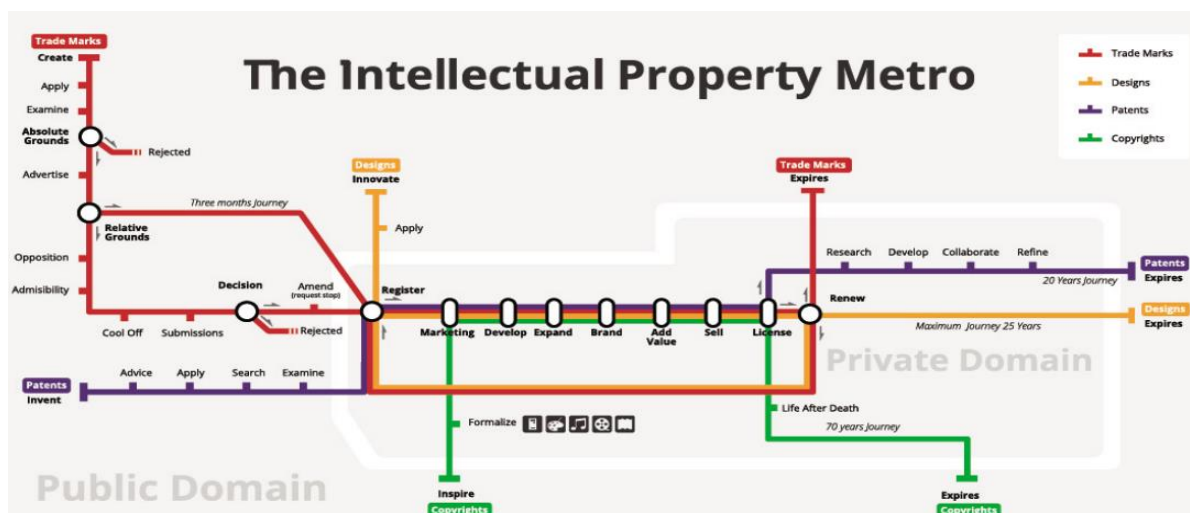 The Intellectual Property Metro
Trade Marks
Create
Apply
Examine
Absolute
Grounds
Rejected
Advertise
Three months Journey
Relative
Grounds
Opposition
Admisibility
Cool Off
Submissions
Decision
Rejected
Amend
(request stop)
Designs
Innovate
Apply
Register
Patents
Invent
Advice
Apply
Search
Examine
Marketing
Develop
Expand
Brand
Add
Value
Sell
License
Renew
Trade Marks
Expires
Research
Develop
Collaborate
Refine
20 Years Journey
Patents
Expires
Maximum Journey 25 Years
Designs
Expires
Private Domain
Life After Death
70 years Journey
Formalize
Inspire
Copyrights
Expires
Copyrights
Public Domain
Trade Marks
Designs
Patents
Copyrights